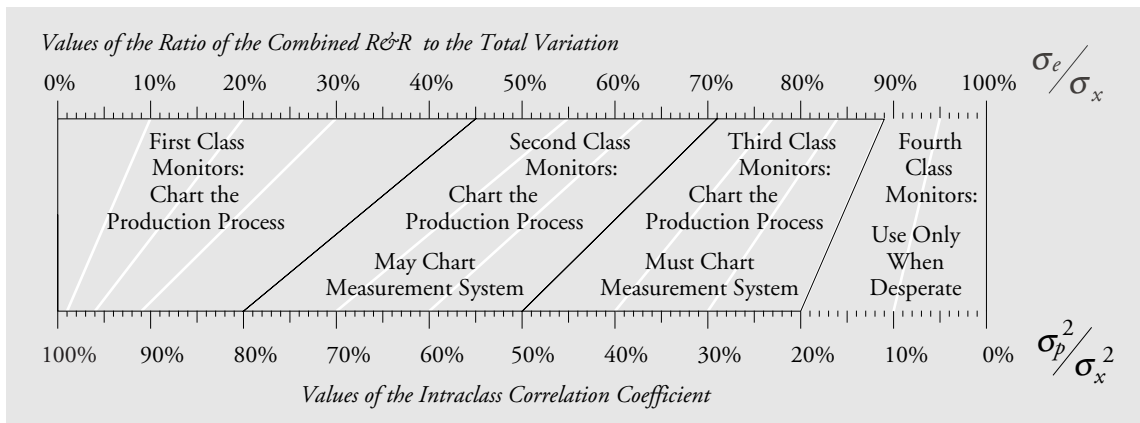 Values of the Ratio of the Combined R&R to the Total Variation
0% 10% 20% 30% 40% 50% 60% 70% 80% 90% 100% σe/σx
First Class
Monitors:
Chart the
Production Process
Second Class
Monitors:
Chart the
Production Process
May Chart
Measurement System
Third Class
Monitors:
Chart the
Production Process
Must Chart
Measurement System
Fourth
Class
Monitors:
Use Only
When
Desperate
100% 90% 80% 70% 60% 50% 40% 30% 20% 10% 0% σp²/σx²
Values of the Intraclass Correlation Coefficient